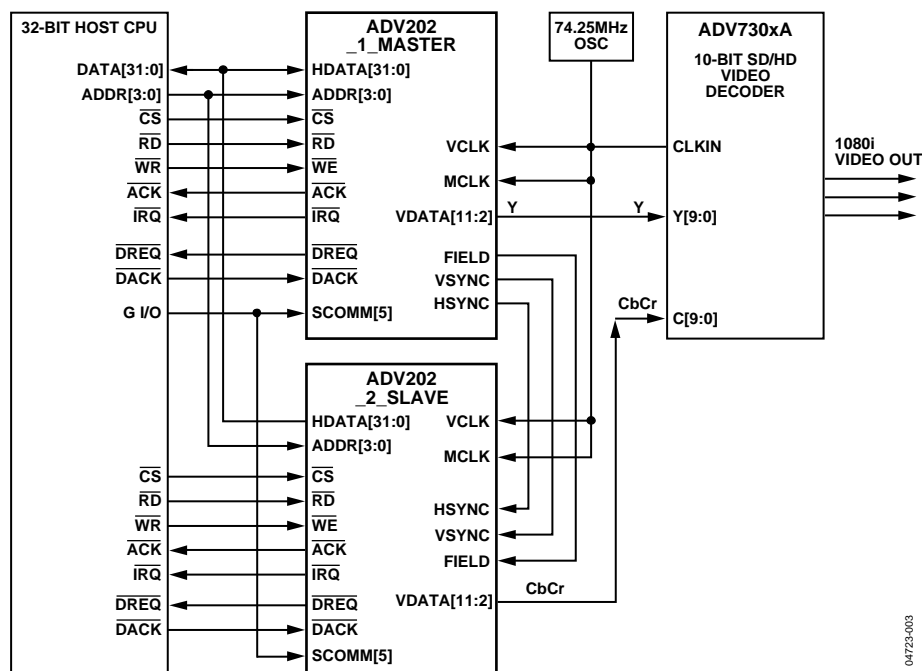 32-BIT HOST CPU
DATA[31:0]
ADDR[3:0]
CS
RD
WR
ACK
IRQ
DREQ
DACK
G I/O
CS
RD
WR
ACK
IRQ
DREQ
DACK
ADV202
_1_MASTER
HDATA[31:0]
ADDR[3:0]
CS
RD
WE
ACK
IRQ
DREQ
DACK
SCOMM[5]
VCLK
MCLK
VDATA[11:2]
FIELD
VSYNC
HSYNC
ADV202
_2_SLAVE
HDATA[31:0]
ADDR[3:0]
CS
RD
WE
ACK
IRQ
DREQ
DACK
SCOMM[5]
VCLK
MCLK
HSYNC
VSYNC
FIELD
VDATA[11:2]
74.25MHz
OSC
Y
Y
CbCr
CbCr
ADV730xA
10-BIT SD/HD
VIDEO
DECODER
CLKIN
Y[9:0]
C[9:0]
1080i
VIDEO OUT
04723-003